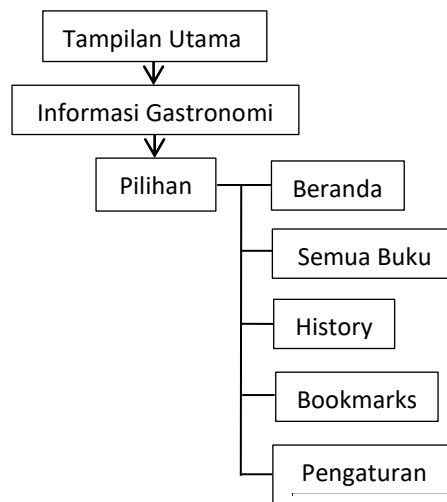 Tampilan Utama
Informasi Gastronomi
Pilihan
Beranda
Semua Buku
History
Bookmarks
Pengaturan